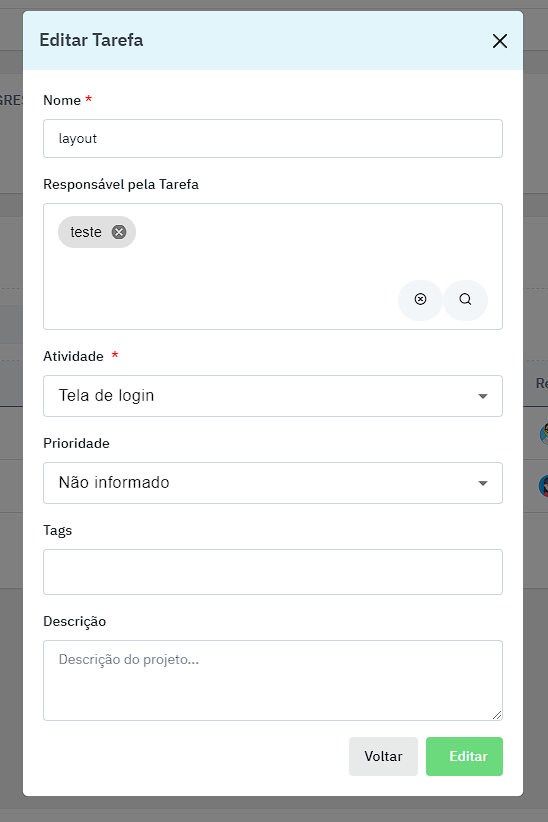 Editar Tarefa
Nome *
layout
Responsável pela Tarefa
teste
Atividade *
Tela de login
Prioridade
Não informado
Tags
Descrição
Descrição do projeto...
Voltar
Editar